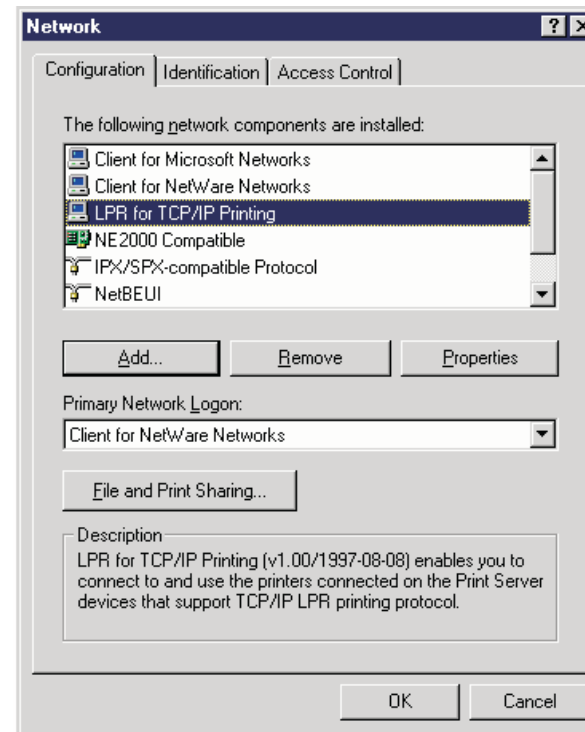 Network
Configuration Identification Access Control
The following network components are installed:
Client for Microsoft Networks
Client for NetWare Networks
LPR for TCP/IP Printing
NE2000 Compatible
IPX/SPX-compatible Protocol
NetBEUI
Add... Remove Properties
Primary Network Logon:
Client for NetWare Networks
File and Print Sharing...
Description
LPR for TCP/IP Printing (v1.00/1997-08-08) enables you to
connect to and use the printers connected on the Print Server
devices that support TCP/IP LPR printing protocol.
OK Cancel